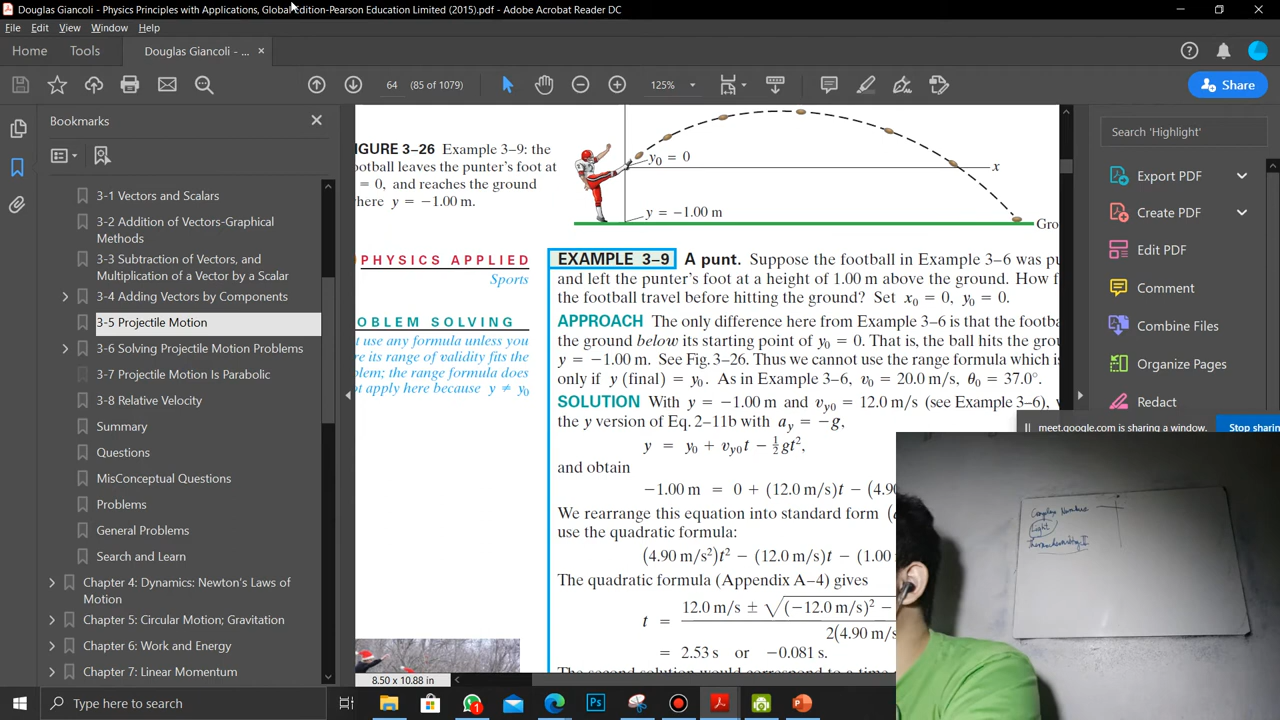 Douglas Giancoli - Physics Principles with Applications, Global Edition-Pearson Education Limited (2015).pdf - Adobe Acrobat Reader DC
File Edit View Window Help
Home Tools Douglas Giancoli - ... ×
64 (85 of 1079) 125% Share
Bookmarks
3-1 Vectors and Scalars
3-2 Addition of Vectors-Graphical
Methods
3-3 Subtraction of Vectors, and
Multiplication of a Vector by a Scalar
3-4 Adding Vectors by Components
3-5 Projectile Motion
3-6 Solving Projectile Motion Problems
3-7 Projectile Motion Is Parabolic
3-8 Relative Velocity
Summary
Questions
MisConceptual Questions
Problems
General Problems
Search and Learn
Chapter 4: Dynamics: Newton's Laws of
Motion
Chapter 5: Circular Motion; Gravitation
Chapter 6: Work and Energy
Chapter 7: Linear Momentum
IGURE 3–26 Example 3–9: the
ootball leaves the punter's foot at
= 0, and reaches the ground
where y = −1.00 m.
y₀ = 0
x
y = −1.00 m
Gro
PHYSICS APPLIED
Sports
OBLEM SOLVING
t use any formula unless you
re its range of validity fits the
blem; the range formula does
ot apply here because y ≠ y₀
EXAMPLE 3–9 A punt. Suppose the football in Example 3–6 was pu
and left the punter's foot at a height of 1.00 m above the ground. How f
the football travel before hitting the ground? Set x₀ = 0, y₀ = 0.
APPROACH The only difference here from Example 3–6 is that the footba
the ground below its starting point of y₀ = 0. That is, the ball hits the grou
y = −1.00 m. See Fig. 3–26. Thus we cannot use the range formula which is
only if y (final) = y₀. As in Example 3–6, v₀ = 20.0 m/s, θ₀ = 37.0°.
SOLUTION With y = −1.00 m and vy0 = 12.0 m/s (see Example 3–6), w
the y version of Eq. 2–11b with ay = −g,
y = y₀ + vy0t − ½gt²,
and obtain
−1.00 m = 0 + (12.0 m/s)t − (4.90
We rearrange this equation into standard form (a
use the quadratic formula:
(4.90 m/s²)t² − (12.0 m/s)t − (1.00
The quadratic formula (Appendix A–4) gives
t = 12.0 m/s ± √(−12.0 m/s)² −
2(4.90 m/s
= 2.53 s or −0.081 s.
The second solution would correspond to a time
8.50 x 10.88 in
Search 'Highlight'
Export PDF
Create PDF
Edit PDF
Comment
Combine Files
Organize Pages
Redact
meet.google.com is sharing a window. Stop sharin
Complex Numbers
Light
Thermochemistry II
Type here to search